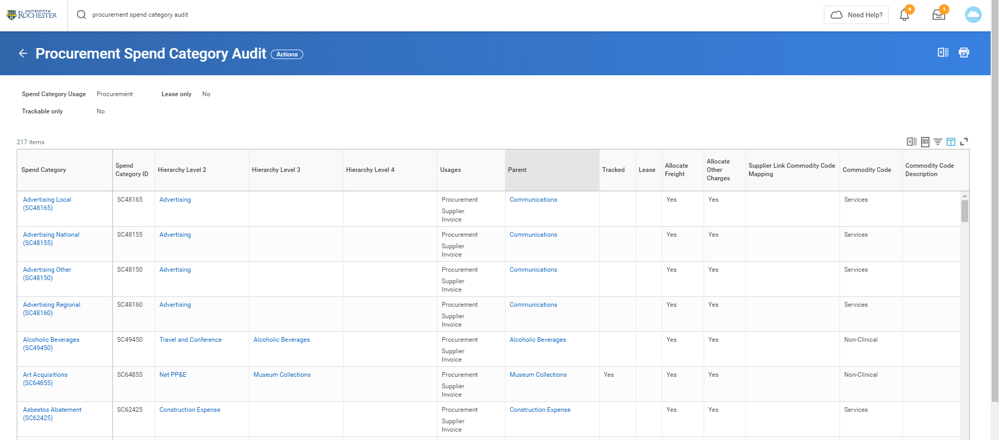 UNIVERSITY of
ROCHESTER
procurement spend category audit
Need Help?
4
1
Procurement Spend Category Audit
Actions
Spend Category Usage Procurement Lease only No
Trackable only No
217 items
Spend Category
Spend
Category ID
Hierarchy Level 2
Hierarchy Level 3
Hierarchy Level 4
Usages
Parent
Tracked
Lease
Allocate
Freight
Allocate
Other
Charges
Supplier Link Commodity Code
Mapping
Commodity Code
Commodity Code
Description
Advertising Local
(SC48165)
SC48165
Advertising
Procurement
Supplier
Invoice
Communications
Yes
Yes
Services
Advertising National
(SC48155)
SC48155
Advertising
Procurement
Supplier
Invoice
Communications
Yes
Yes
Services
Advertising Other
(SC48150)
SC48150
Advertising
Procurement
Supplier
Invoice
Communications
Yes
Yes
Services
Advertising Regional
(SC48160)
SC48160
Advertising
Procurement
Supplier
Invoice
Communications
Yes
Yes
Services
Alcoholic Beverages
(SC49450)
SC49450
Travel and Conference
Alcoholic Beverages
Procurement
Supplier
Invoice
Alcoholic Beverages
Yes
Yes
Non-Clinical
Art Acquisitions
(SC64855)
SC64855
Net PP&E
Museum Collections
Procurement
Supplier
Invoice
Museum Collections
Yes
Yes
Yes
Non-Clinical
Asbestos Abatement
(SC62425)
SC62425
Construction Expense
Procurement
Supplier
Invoice
Construction Expense
Yes
Yes
Services